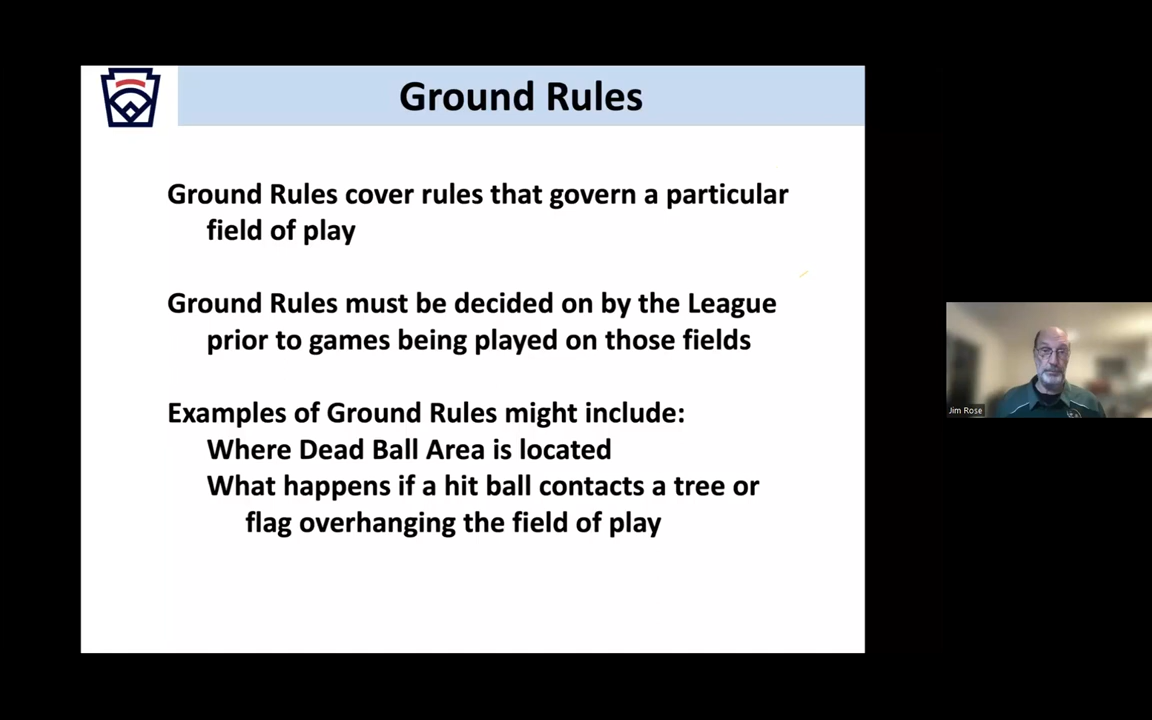 Ground Rules
Ground Rules cover rules that govern a particular
field of play
Ground Rules must be decided on by the League
prior to games being played on those fields
Examples of Ground Rules might include:
Where Dead Ball Area is located
What happens if a hit ball contacts a tree or
flag overhanging the field of play
Jim Rose